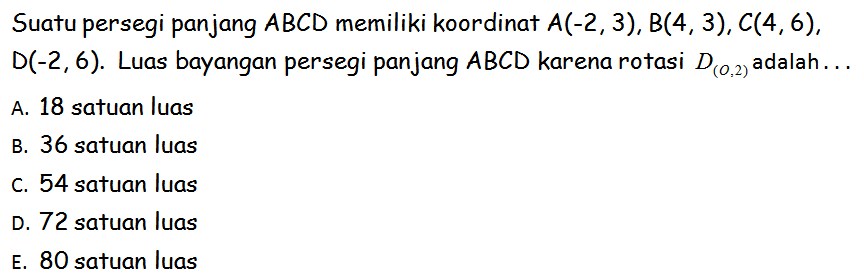 Suatu persegi panjang ABCD memiliki koordinat A(-2, 3), B(4, 3), C(4, 6),
D(-2, 6). Luas bayangan persegi panjang ABCD karena rotasi D(O,2) adalah . . .
A. 18 satuan luas
B. 36 satuan luas
C. 54 satuan luas
D. 72 satuan luas
E. 80 satuan luas